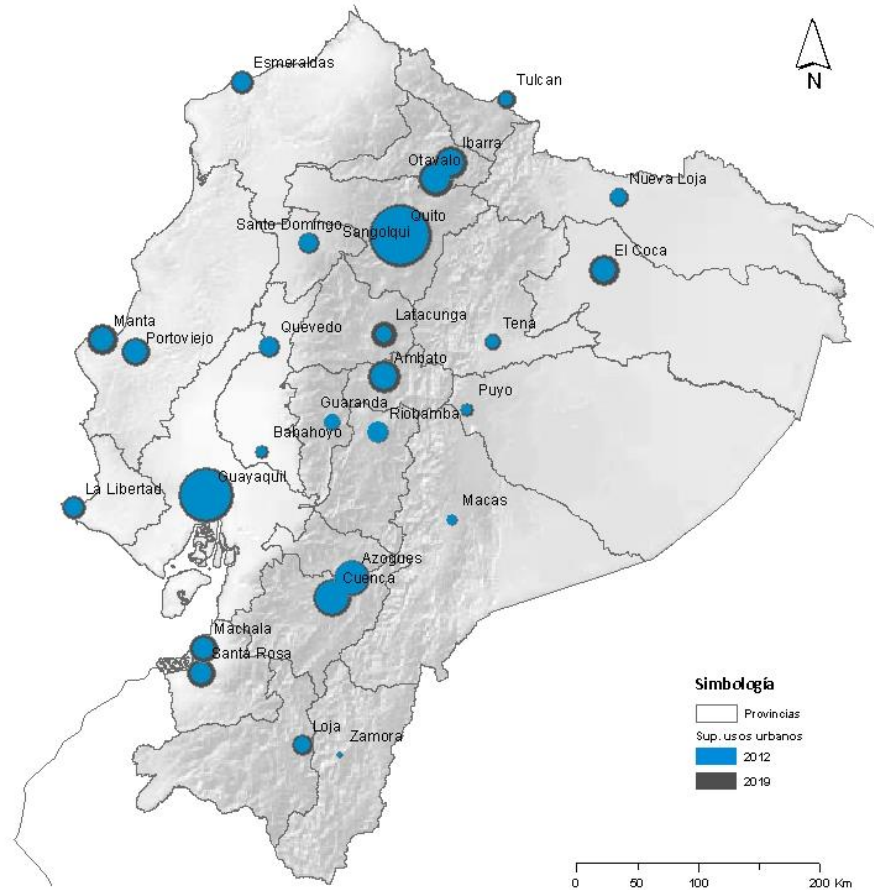 Esmeraldas
Tulcan
N
Ibarra
Otavalo
Nueva Loja
Quito
Santo Domingo
Sangolqui
El Coca
Manta
Portoviejo
Quevedo
Latacunga
Tena
Ambato
Puyo
Guaranda
Riobamba
Babahoyo
Guayaquil
La Libertad
Macas
Azogues
Cuenca
Machala
Santa Rosa
Loja
Zamora
Simbología
Provincias
Sup. usos urbanos
2012
2019
0 50 100 200 Km